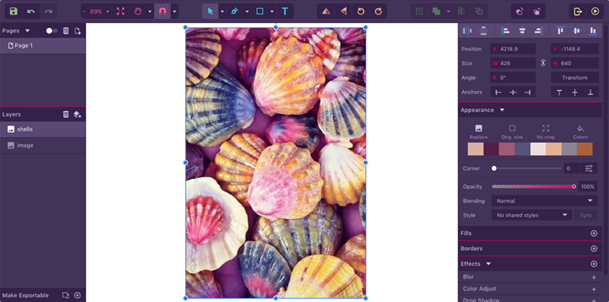 89%
T
Pages
Page 1
Layers
shells
image
Make Exportable
Position
X 4218.9
Y -1148.4
Size
W 426
H 640
Angle
0°
Transform
Anchors
Appearance
Replace
Orig. size
No crop
Colors
Corner
0
Opacity
100%
Blending
Normal
Style
No shared styles
Sync
Fills
Borders
Effects
Blur
Color Adjust
Drop Shadow